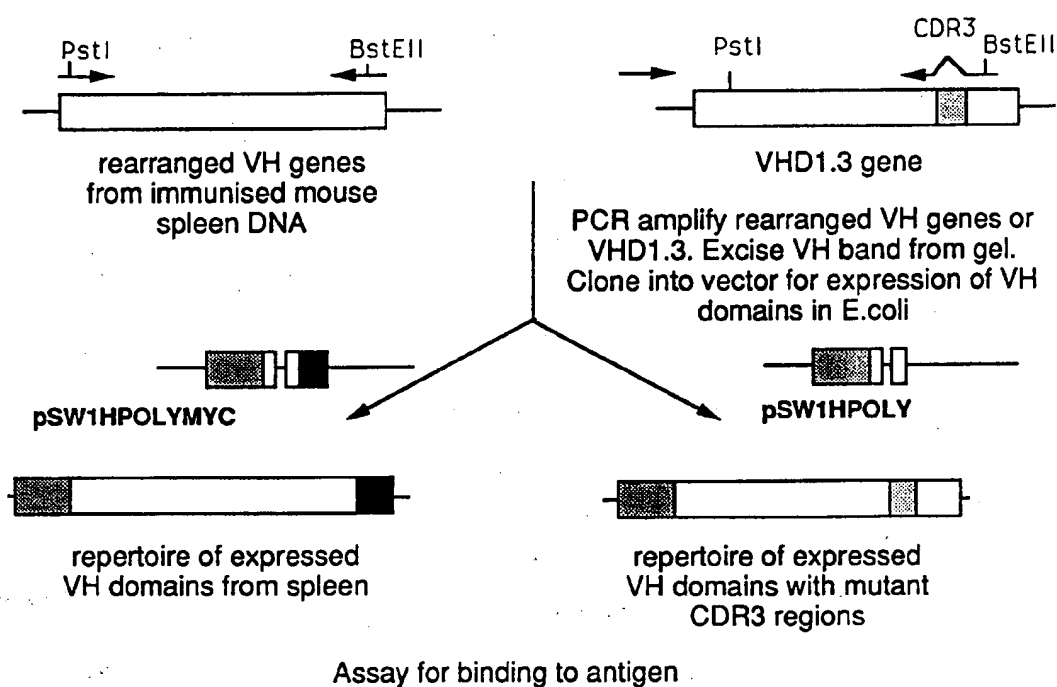 PstI
BstEII
rearranged VH genes
from immunised mouse
spleen DNA
PstI
CDR3
BstEII
VHD1.3 gene
PCR amplify rearranged VH genes or
VHD1.3. Excise VH band from gel.
Clone into vector for expression of VH
domains in E.coli
pSW1HPOLYMYC
pSW1HPOLY
repertoire of expressed
VH domains from spleen
repertoire of expressed
VH domains with mutant
CDR3 regions
Assay for binding to antigen